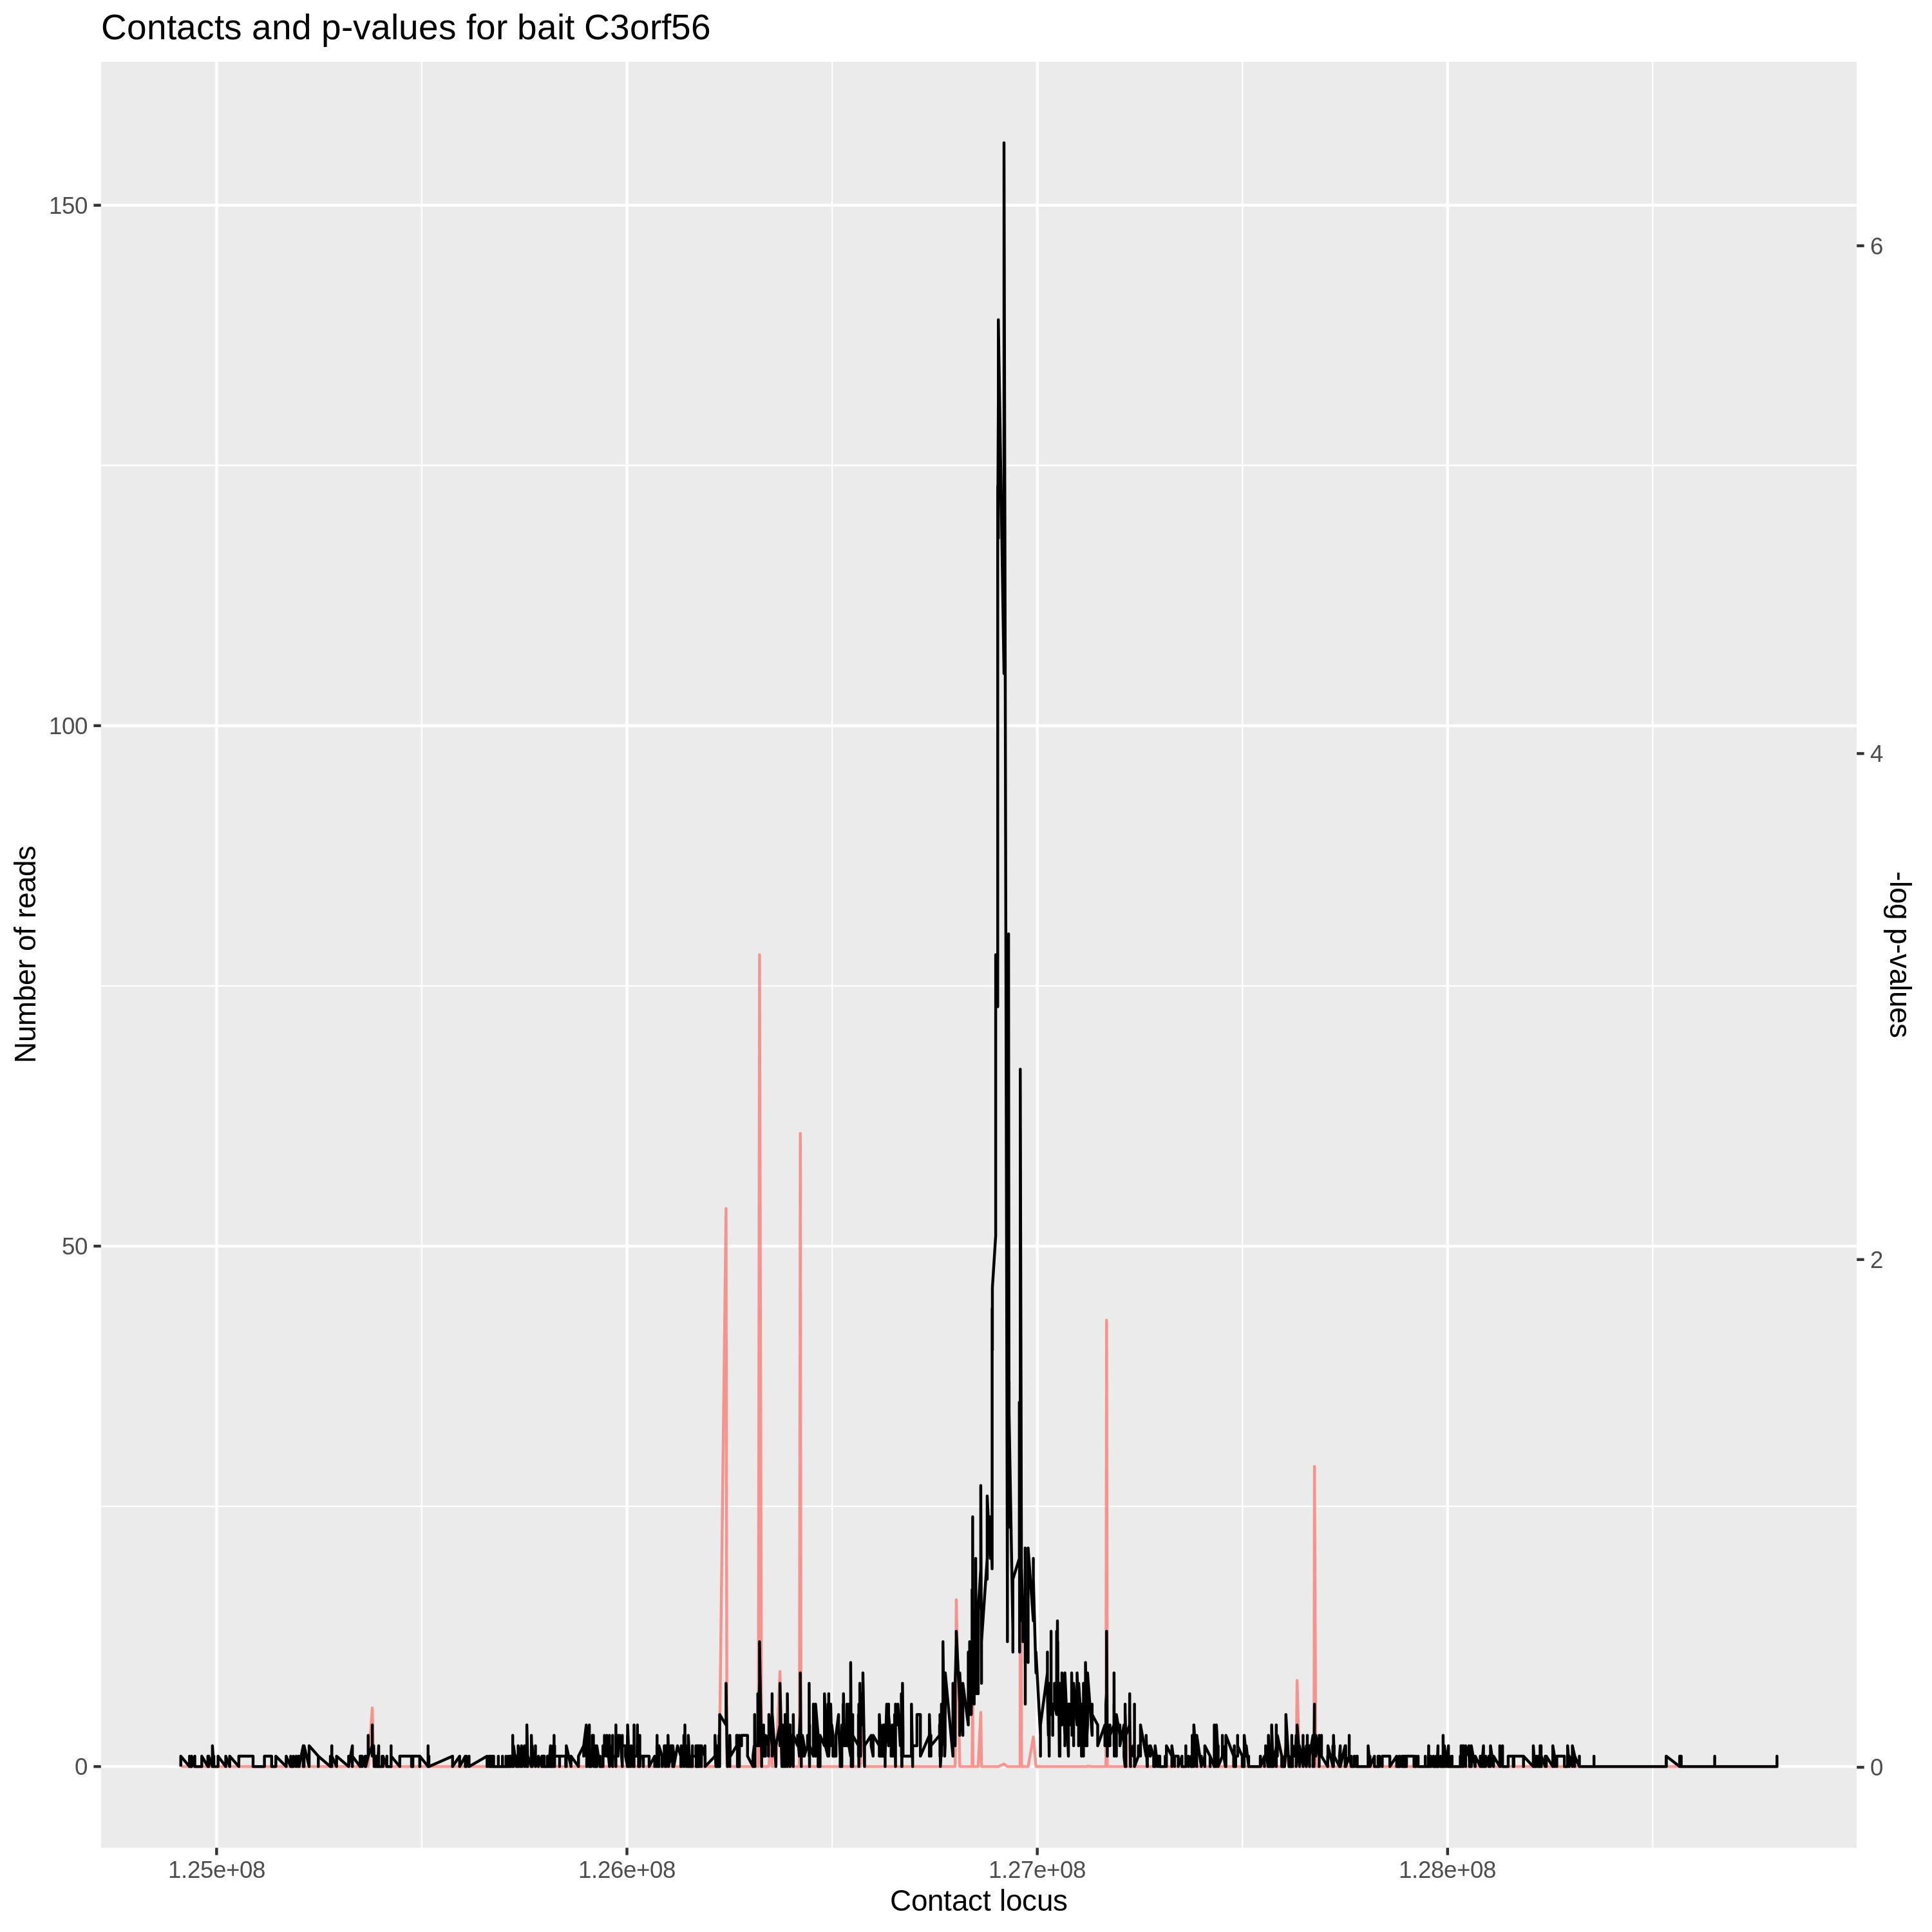 Contacts and p-values for bait C3orf56
150
100
50
0
Number of reads
6
4
2
0
-log p-values
1.25e+08
1.26e+08
1.27e+08
1.28e+08
Contact locus